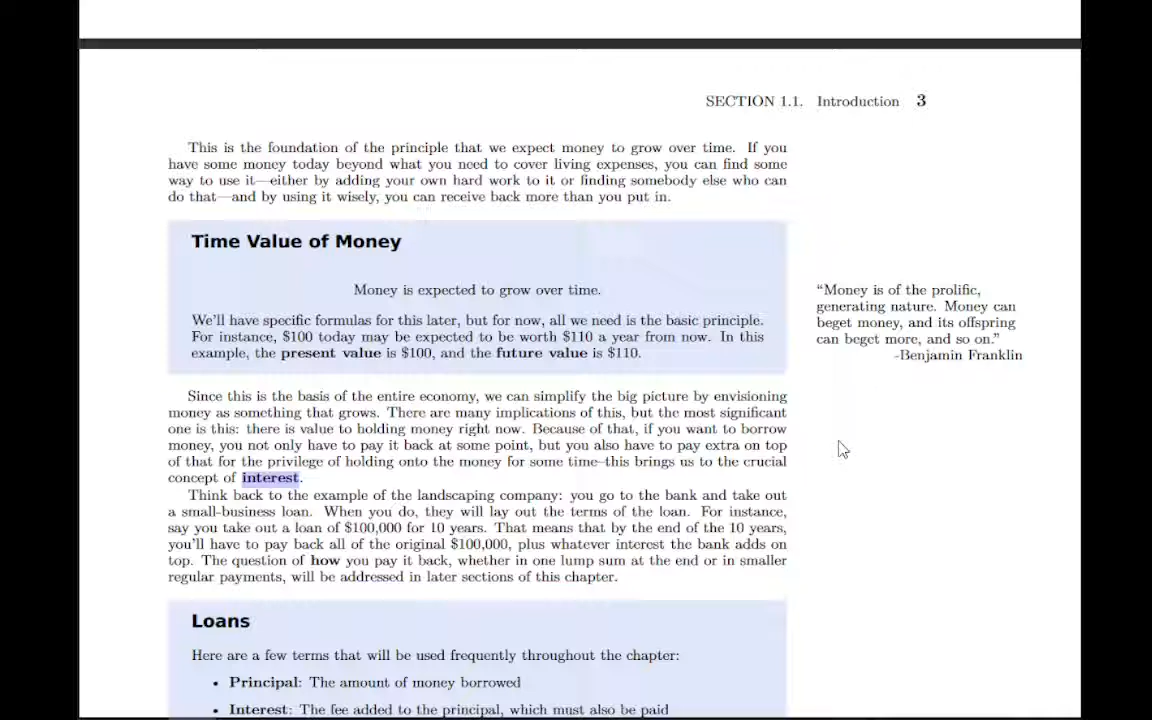 SECTION 1.1. Introduction 3
This is the foundation of the principle that we expect money to grow over time. If you
have some money today beyond what you need to cover living expenses, you can find some
way to use it—either by adding your own hard work to it or finding somebody else who can
do that—and by using it wisely, you can receive back more than you put in.
Time Value of Money
Money is expected to grow over time.
We'll have specific formulas for this later, but for now, all we need is the basic principle.
For instance, $100 today may be expected to be worth $110 a year from now. In this
example, the present value is $100, and the future value is $110.
“Money is of the prolific,
generating nature. Money can
beget money, and its offspring
can beget more, and so on.”
-Benjamin Franklin
Since this is the basis of the entire economy, we can simplify the big picture by envisioning
money as something that grows. There are many implications of this, but the most significant
one is this: there is value to holding money right now. Because of that, if you want to borrow
money, you not only have to pay it back at some point, but you also have to pay extra on top
of that for the privilege of holding onto the money for some time–this brings us to the crucial
concept of interest.
Think back to the example of the landscaping company: you go to the bank and take out
a small-business loan. When you do, they will lay out the terms of the loan. For instance,
say you take out a loan of $100,000 for 10 years. That means that by the end of the 10 years,
you'll have to pay back all of the original $100,000, plus whatever interest the bank adds on
top. The question of how you pay it back, whether in one lump sum at the end or in smaller
regular payments, will be addressed in later sections of this chapter.
Loans
Here are a few terms that will be used frequently throughout the chapter:
• Principal: The amount of money borrowed
• Interest: The fee added to the principal, which must also be paid